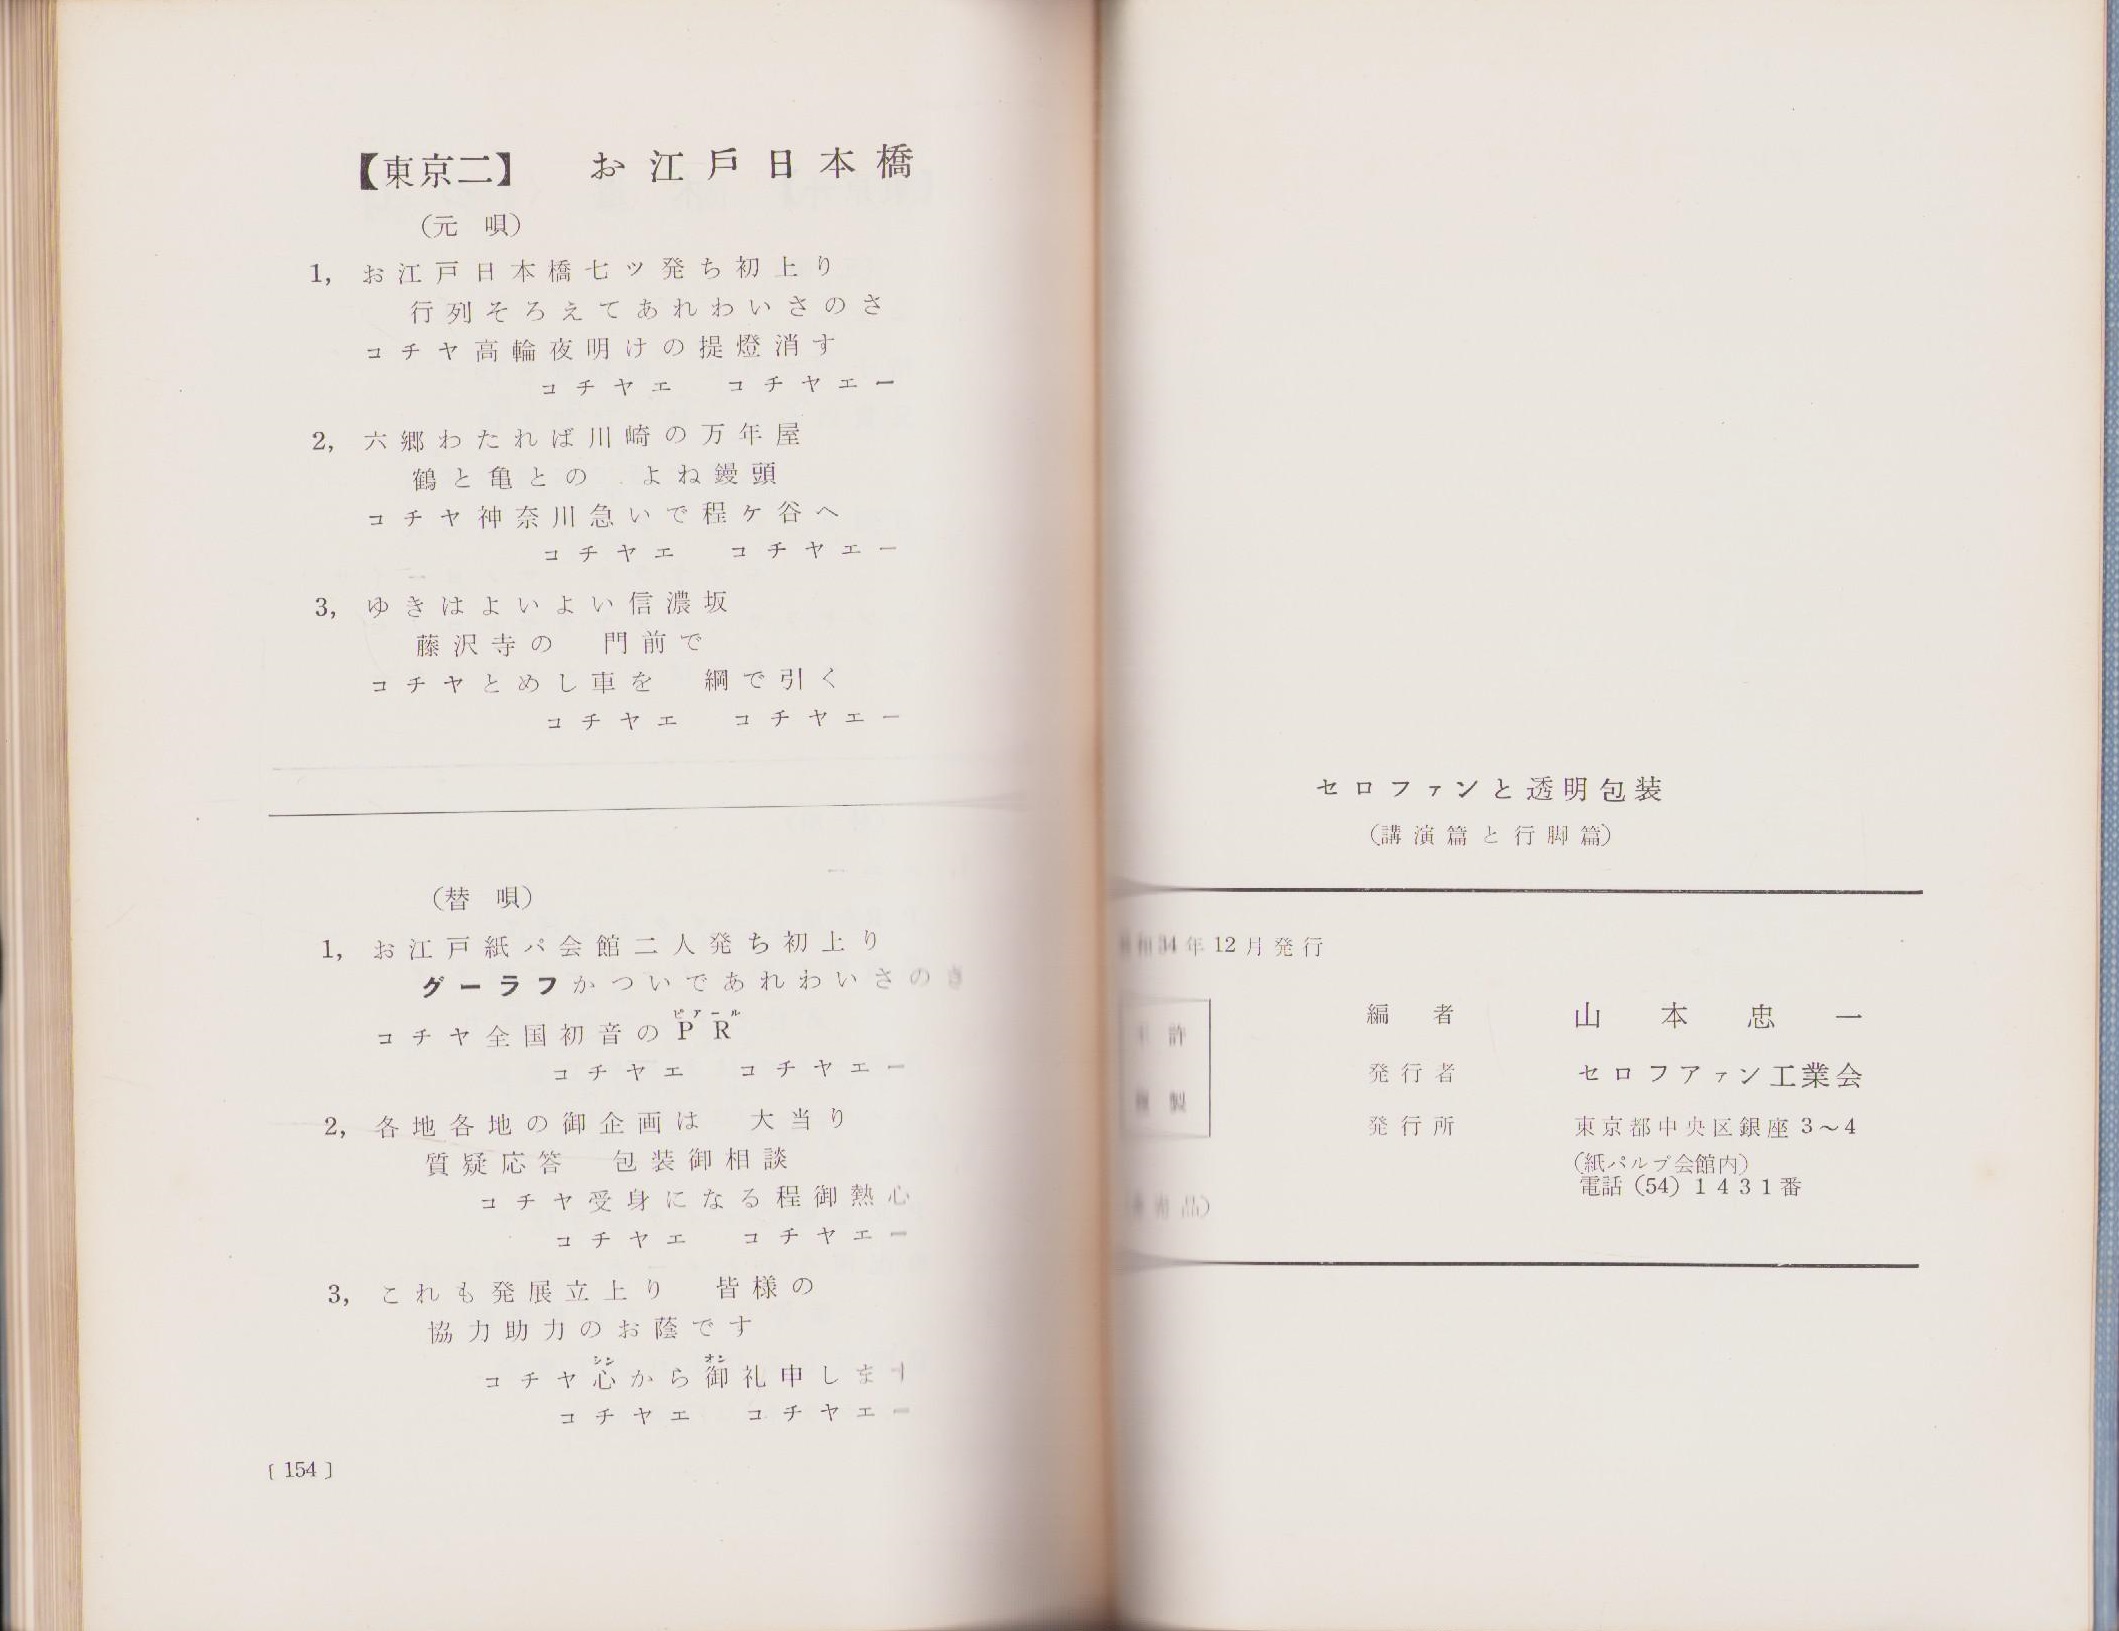 【東京二】　お江戸日本橋
（元　唄）
1, お江戸日本橋七ツ発ち初上り
行列そろえてあれわいさのさ
コチヤ高輪夜明けの提燈消す
コチヤエ　コチヤエー
2, 六郷わたれば川崎の万年屋
鶴と亀との　よね饅頭
コチヤ神奈川急いで程ケ谷へ
コチヤエ　コチヤエー
3, ゆきはよいよい信濃坂
藤沢寺の　門前で
コチヤとめし車を　綱で引く
コチヤエ　コチヤエー
（替　唄）
1, お江戸紙パ会館二人発ち初上り
グーラフかついであれわいさのさ
コチヤ全国初音のPR
ピアール
コチヤエ　コチヤエー
2, 各地各地の御企画は　大当り
質疑応答　包装御相談
コチヤ受身になる程御熱心
コチヤエ　コチヤエー
3, これも発展立上り　皆様の
協力助力のお蔭です
シン　オン
コチヤ心から御礼申します
コチヤエ　コチヤエー
［154］
セロファンと透明包装
（講演篇と行脚篇）
昭和34年12月発行
編者　山本忠一
発行者　セロフアァン工業会
発行所　東京都中央区銀座3～4
（紙パルプ会館内）
電話（54）1431番